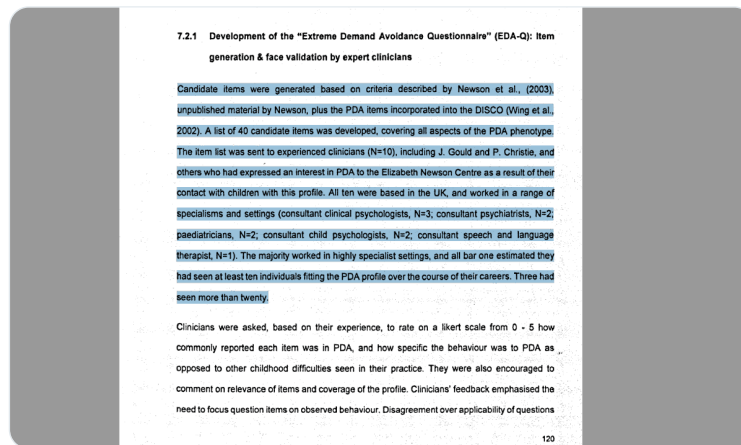 7.2.1 Development of the "Extreme Demand Avoidance Questionnaire" (EDA-Q): Item
generation & face validation by expert clinicians
Candidate items were generated based on criteria described by Newson et al., (2003),
unpublished material by Newson, plus the PDA items incorporated into the DISCO (Wing et al.,
2002). A list of 40 candidate items was developed, covering all aspects of the PDA phenotype.
The item list was sent to experienced clinicians (N=10), including J. Gould and P. Christie, and
others who had expressed an interest in PDA to the Elizabeth Newson Centre as a result of their
contact with children with this profile. All ten were based in the UK, and worked in a range of
specialisms and settings (consultant clinical psychologists, N=3; consultant psychiatrists, N=2;
paediatricians, N=2; consultant child psychologists, N=2; consultant speech and language
therapist, N=1). The majority worked in highly specialist settings, and all bar one estimated they
had seen at least ten individuals fitting the PDA profile over the course of their careers. Three had
seen more than twenty.
Clinicians were asked, based on their experience, to rate on a likert scale from 0 - 5 how
commonly reported each item was in PDA, and how specific the behaviour was to PDA as
opposed to other childhood difficulties seen in their practice. They were also encouraged to
comment on relevance of items and coverage of the profile. Clinicians' feedback emphasised the
need to focus question items on observed behaviour. Disagreement over applicability of questions
120